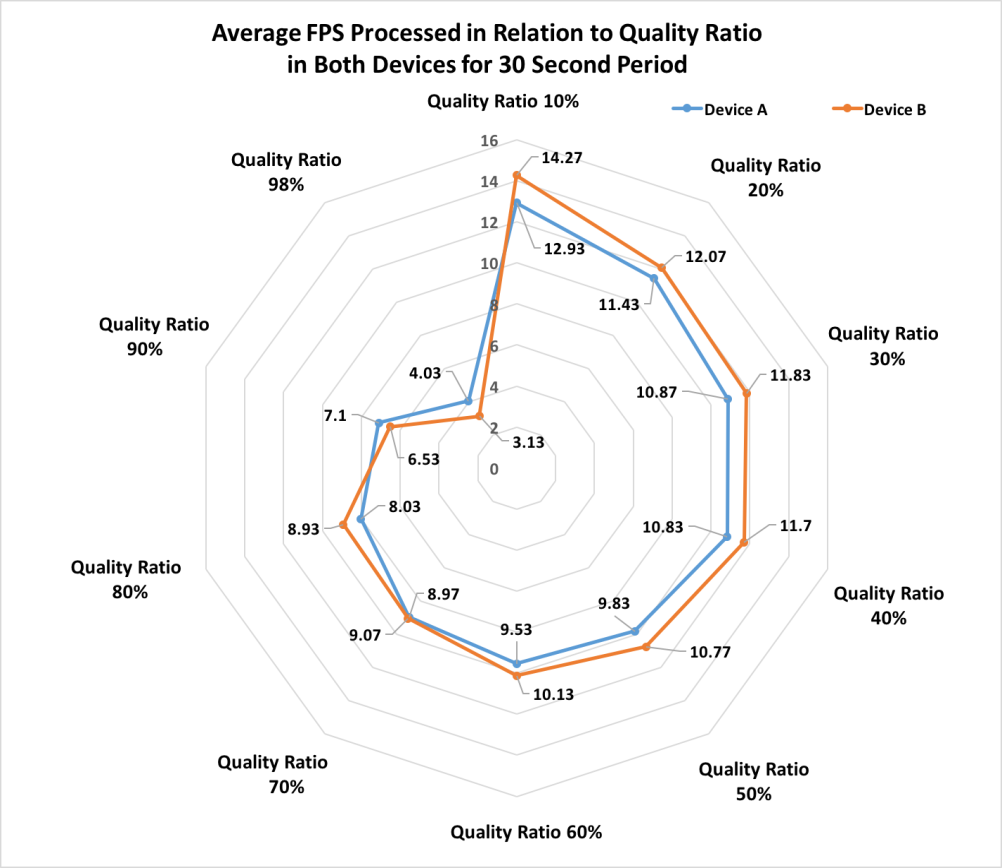 Average FPS Processed in Relation to Quality Ratio
in Both Devices for 30 Second Period
Quality Ratio 10%
Device A
Device B
Quality Ratio
20%
Quality Ratio
30%
Quality Ratio
40%
Quality Ratio
50%
Quality Ratio 60%
Quality Ratio
70%
Quality Ratio
80%
Quality Ratio
90%
Quality Ratio
98%
16
14
12
10
8
6
4
2
0
14.27
12.93
12.07
11.43
11.83
10.87
11.7
10.83
10.77
9.83
10.13
9.53
9.07
8.97
8.93
8.03
7.1
6.53
4.03
3.13